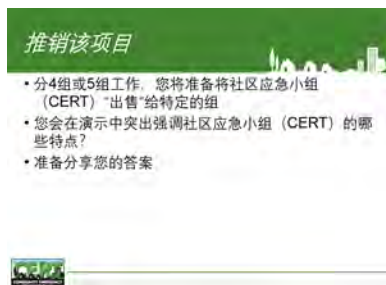 推销该项目
• 分4组或5组工作，您将准备将社区应急小组
（CERT）“出售”给特定的组
• 您会在演示中突出强调社区应急小组（CERT）的哪
些特点？
• 准备分享您的答案
CERT